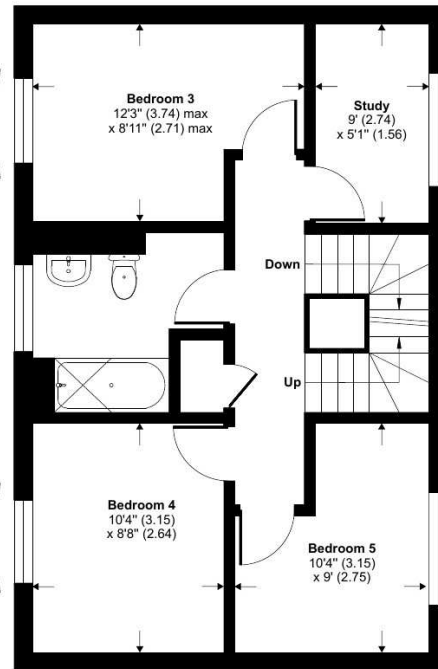 Bedroom 3
12'3" (3.74) max
x 8'11" (2.71) max
Study
9' (2.74)
x 5'1" (1.56)
Down
Up
Bedroom 4
10'4" (3.15)
x 8'8" (2.64)
Bedroom 5
10'4" (3.15)
x 9' (2.75)